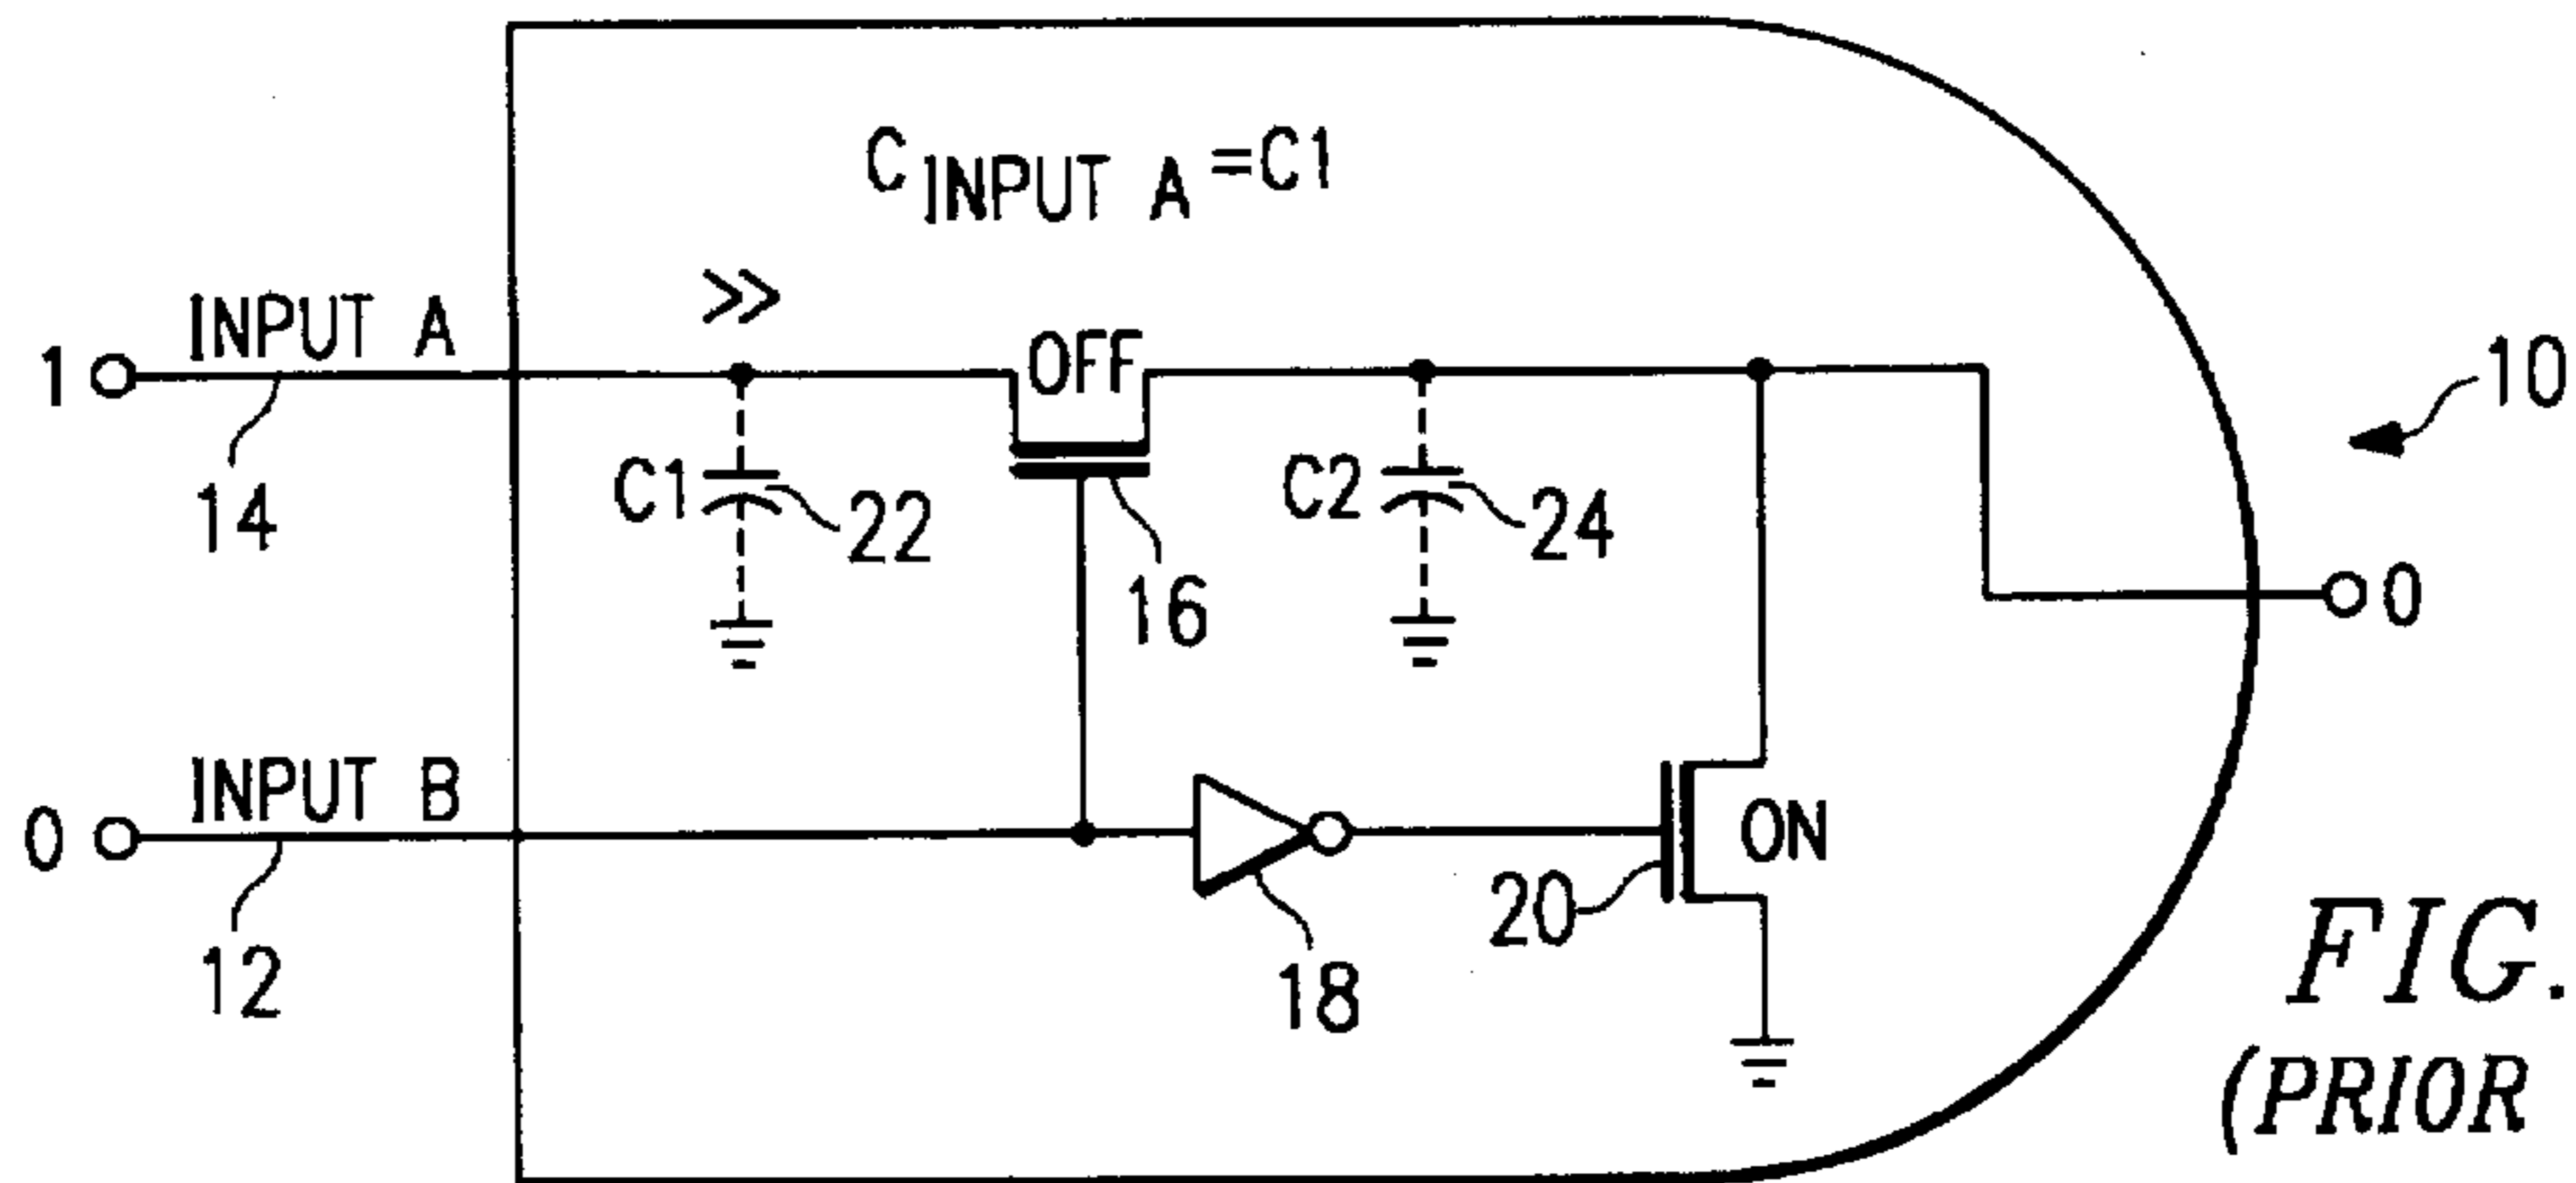 C INPUT A =C1
>>
INPUT A
OFF
10
1
C1
C2
14
22
16
24
0
INPUT B
0
ON
12
18
20
FIG.
(PRIOR